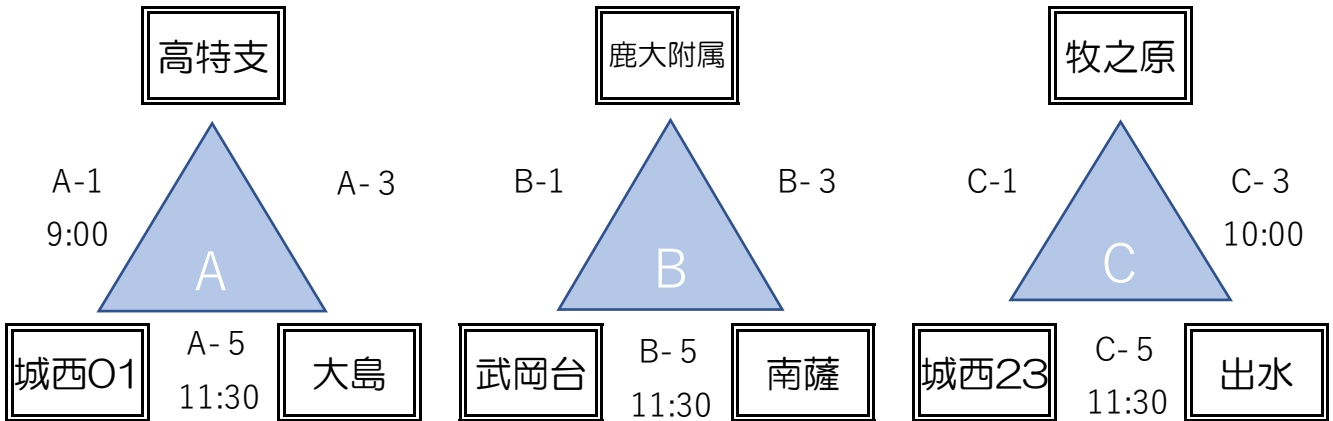 高特支
鹿大附属
牧之原
A-1
9:00
A-3
B-1
B-3
C-1
C-3
10:00
A
B
C
城西01
A-5
11:30
大島
武岡台
B-5
11:30
南薩
城西23
C-5
11:30
出水